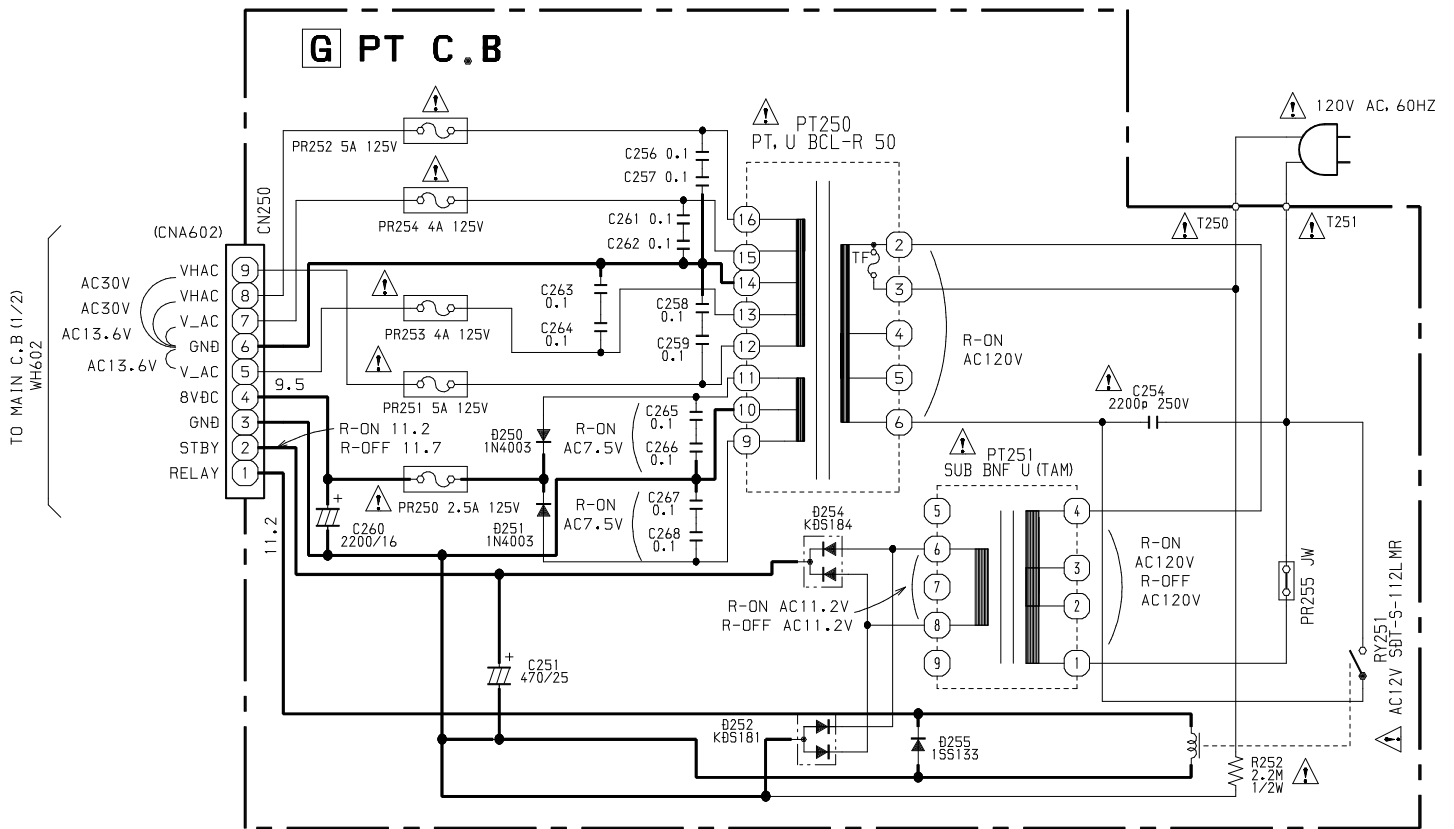 G PT C.B
120V AC, 60HZ
PT250
PT, U BCL-R 50
PR252 5A 125V
C256 0.1
C257 0.1
CN250
PR254 4A 125V
C261 0.1
C262 0.1
T250
T251
(CNA602)
TO MAIN C.B (1/2)
WH602
AC30V
AC30V
AC13.6V
AC13.6V
VHAC 9
VHAC 8
V_AC 7
GND 6
V_AC 5
8VDC 4
GND 3
STBY 2
RELAY 1
9.5
11.2
R-ON 11.2
R-OFF 11.7
C263
0.1
C264
0.1
C258
0.1
C259
0.1
PR253 4A 125V
PR251 5A 125V
16
15
14
13
12
11
10
9
TF
2
3
4
5
6
R-ON
AC120V
D250
1N4003
R-ON
AC7.5V
C265
0.1
C266
0.1
PR250 2.5A 125V
D251
1N4003
R-ON
AC7.5V
C267
0.1
C268
0.1
C260
2200/16
+
C254
2200p 250V
PT251
SUB BNF U (TAM)
5
6
7
8
9
4
3
2
1
R-ON
AC120V
R-OFF
AC120V
D254
KDS184
R-ON AC11.2V
R-OFF AC11.2V
PR255 JW
RY251
AC12V SDT-S-112LMR
C251
470/25
+
D252
KDS181
D255
1SS133
R252
2.2M
1/2W